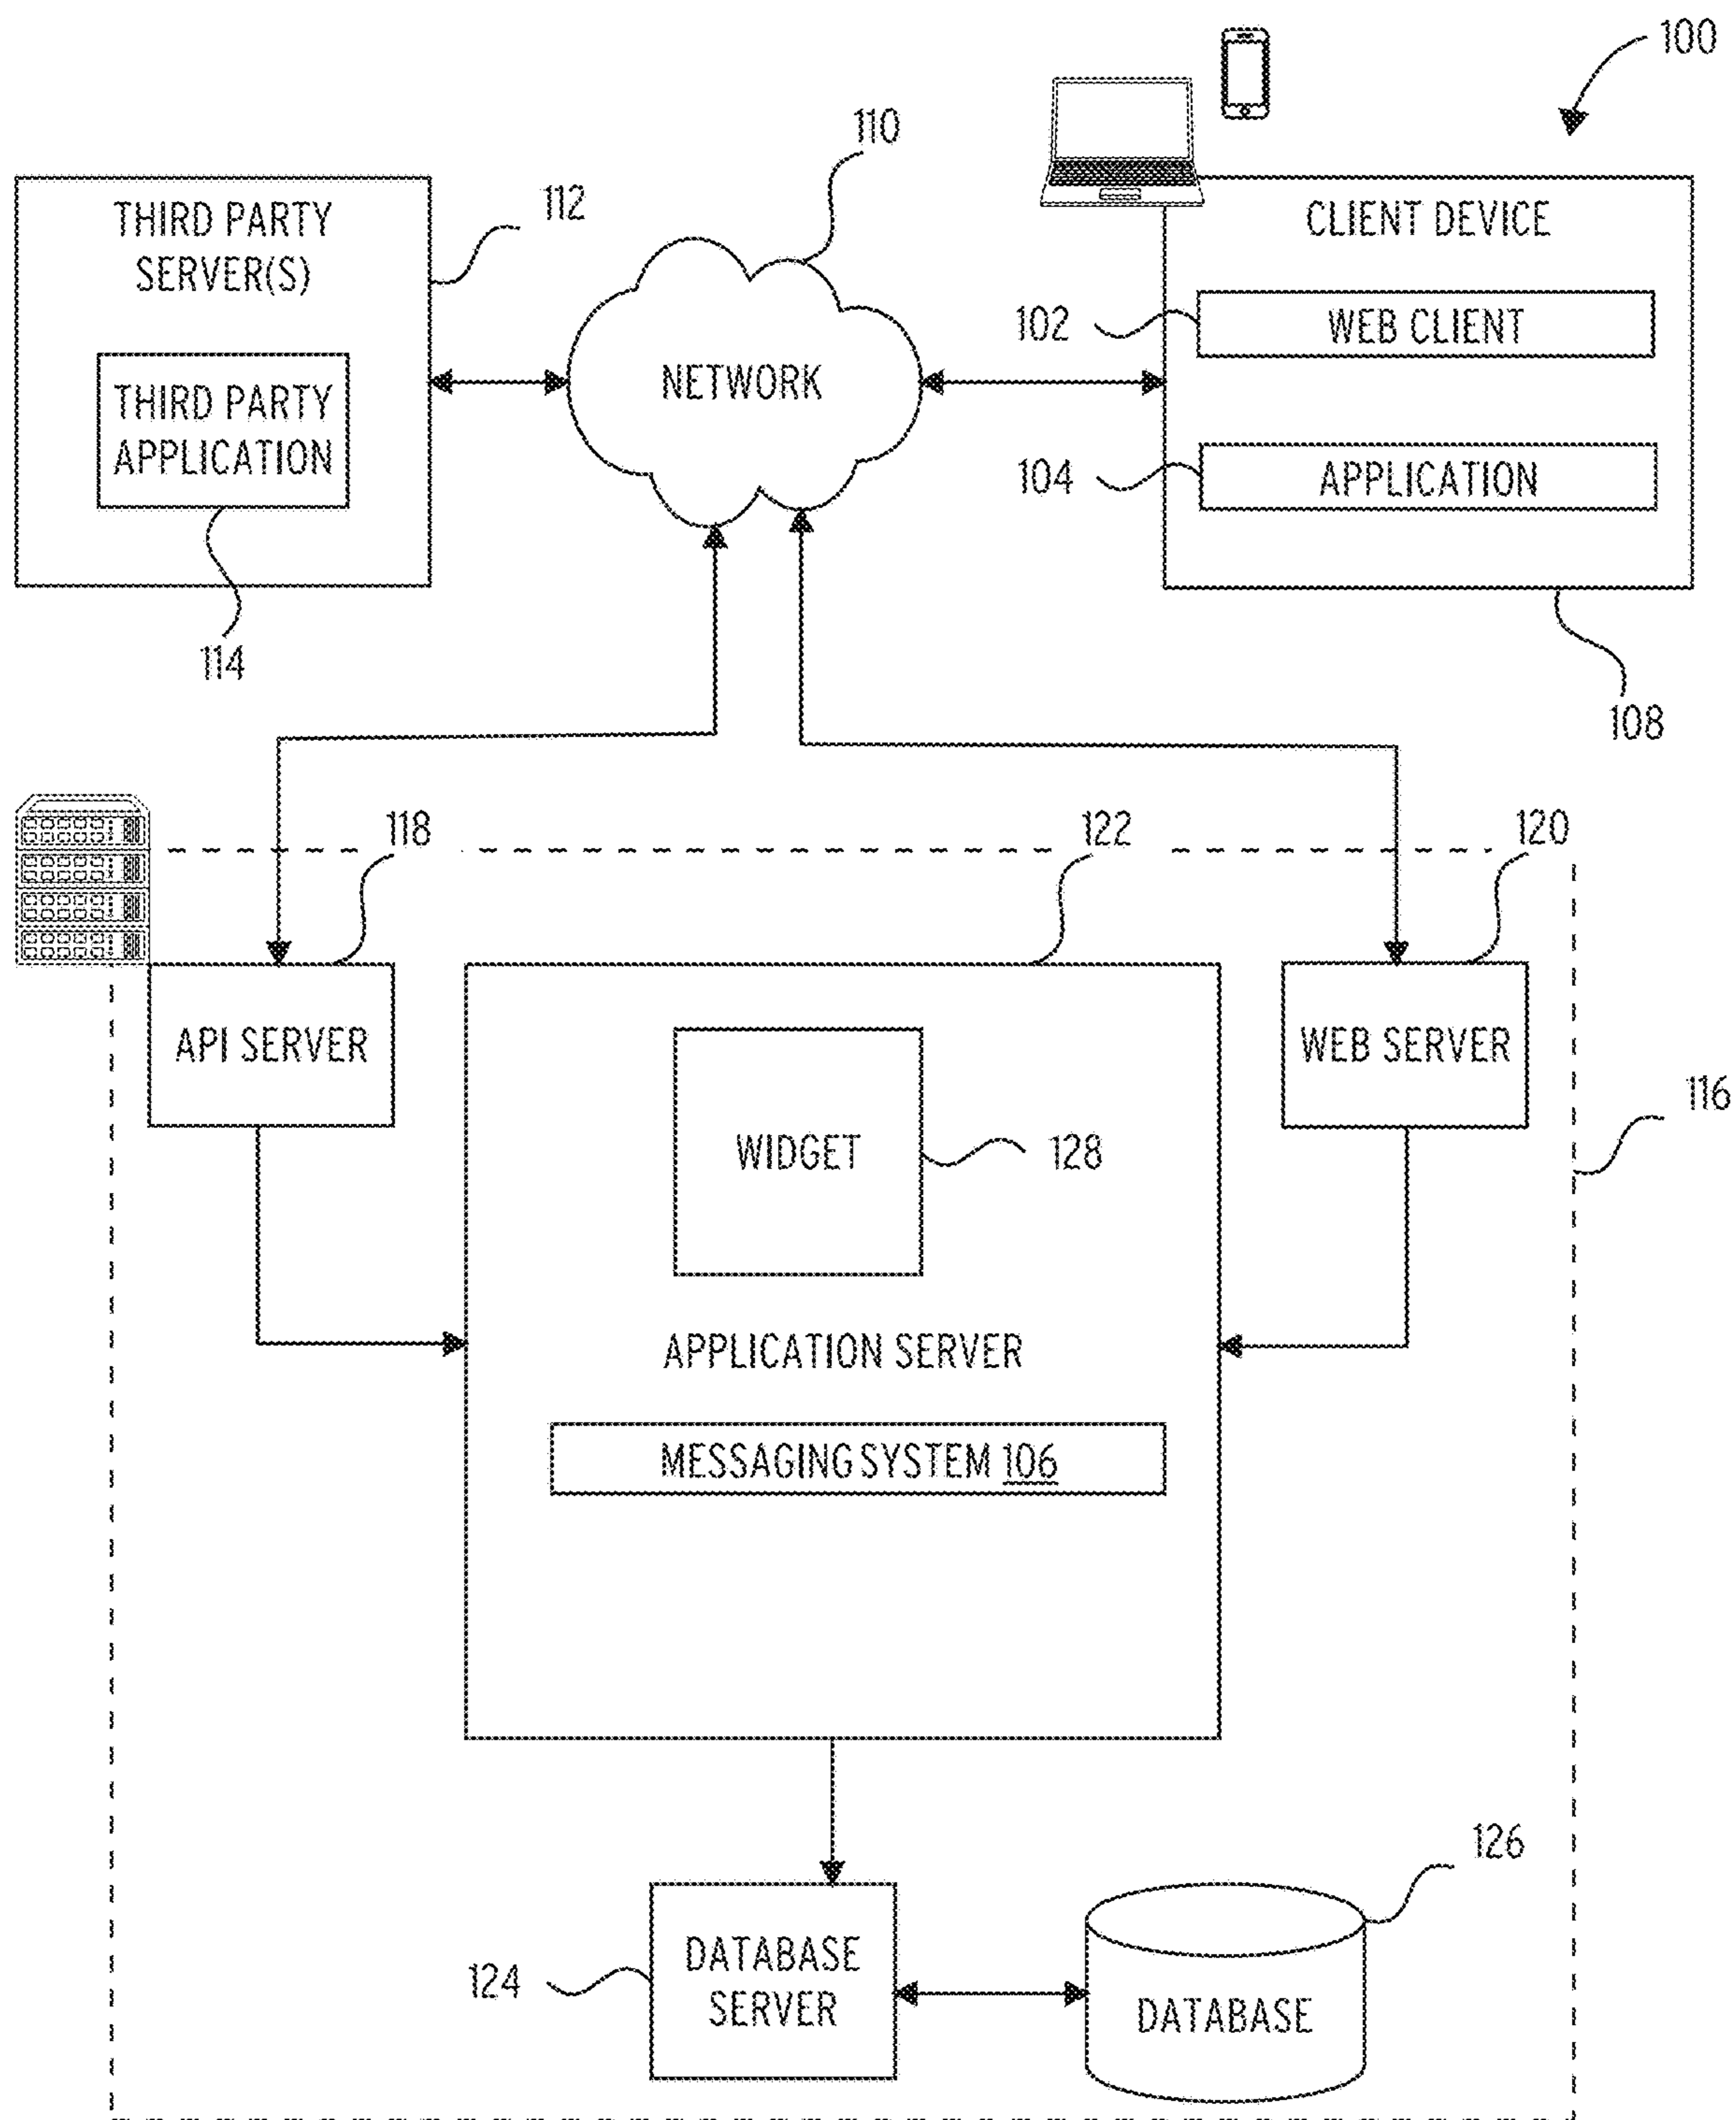 100
110
112
THIRD PARTY
SERVER(S)
CLIENT DEVICE
102
WEB CLIENT
NETWORK
THIRD PARTY
APPLICATION
104
APPLICATION
114
108
118
122
120
API SERVER
WEB SERVER
116
WIDGET
128
APPLICATION SERVER
MESSAGING SYSTEM 106
126
124
DATABASE
SERVER
DATABASE